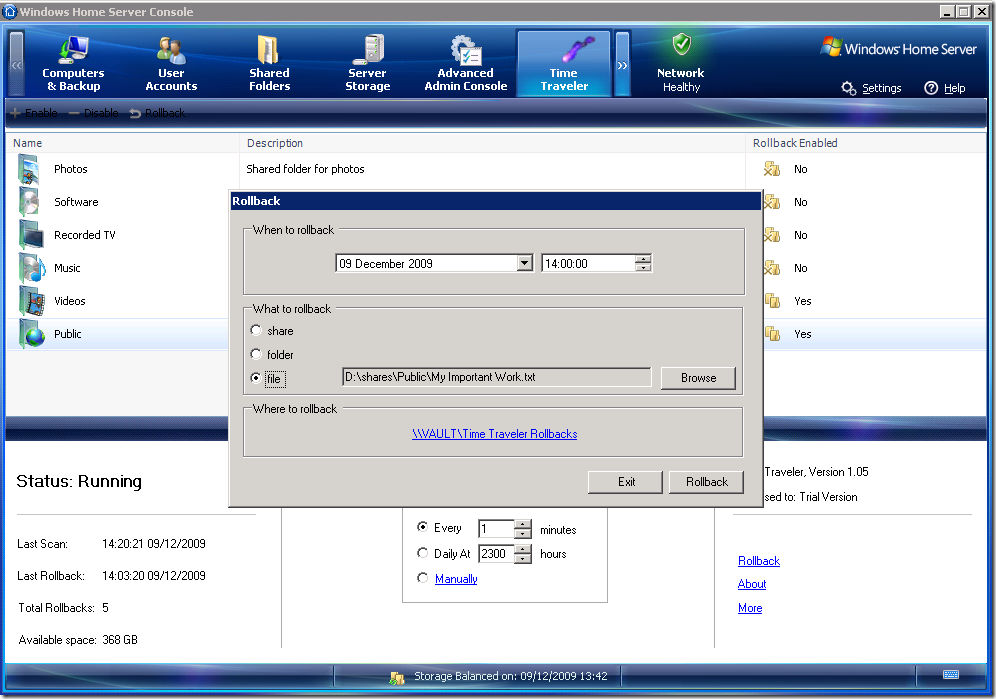 Windows Home Server Console
Computers & Backup
User Accounts
Shared Folders
Server Storage
Advanced Admin Console
Time Traveler
Network Healthy
Windows Home Server
Settings
Help
Enable
Disable
Rollback
Name
Description
Rollback Enabled
Photos
Shared folder for photos
No
Software
No
Recorded TV
No
Music
No
Videos
Yes
Public
Yes
Rollback
When to rollback
09 December 2009
14:00:00
What to rollback
share
folder
file
D:\shares\Public\My Important Work.txt
Browse
Where to rollback
\\VAULT\Time Traveler Rollbacks
Exit
Rollback
Status: Running
Last Scan: 14:20:21 09/12/2009
Last Rollback: 14:03:20 09/12/2009
Total Rollbacks: 5
Available space: 368 GB
Every 1 minutes
Daily At 2300 hours
Manually
Traveler, Version 1.05
sed to: Trial Version
Rollback
About
More
Storage Balanced on: 09/12/2009 13:42